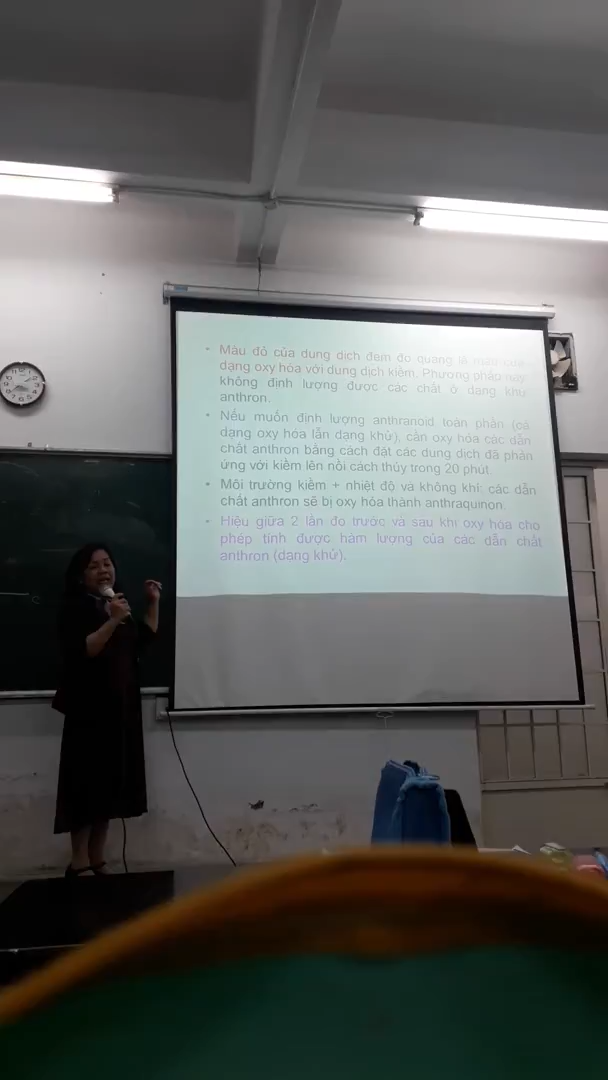 • Màu đỏ của dung dịch đem đo quang là màu của
dạng oxy hóa với dung dịch kiềm. Phương pháp này
không định lượng được các chất ở dạng khử
anthron.
• Nếu muốn định lượng anthranoid toàn phần (cả
dạng oxy hóa lẫn dạng khử), cần oxy hóa các dẫn
chất anthron bằng cách đặt các dung dịch đã phản
ứng với kiềm lên nồi cách thủy trong 20 phút.
• Môi trường kiềm + nhiệt độ và không khí: các dẫn
chất anthron sẽ bị oxy hóa thành anthraquinon.
• Hiệu giữa 2 lần đo trước và sau khi oxy hóa cho
phép tính được hàm lượng của các dẫn chất
anthron (dạng khử).